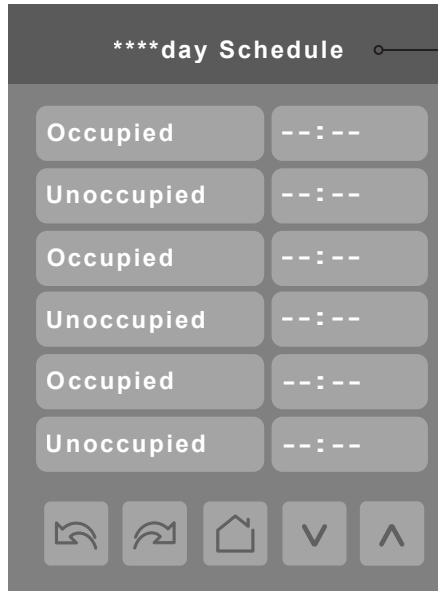 ****day Schedule
Occupied --:--
Unoccupied --:--
Occupied --:--
Unoccupied --:--
Occupied --:--
Unoccupied --:--